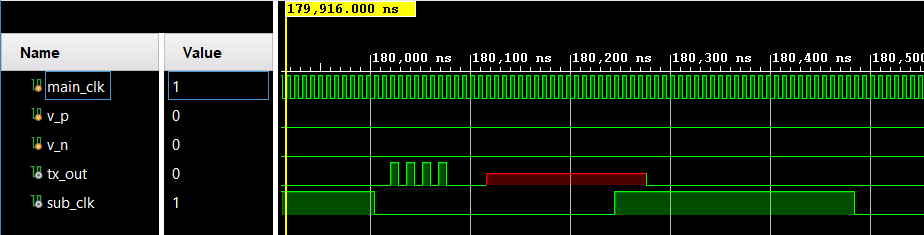 179,916.000 ns
Name Value
180,000 ns 180,100 ns 180,200 ns 180,300 ns 180,400 ns 180,500
main_clk 1
v_p 0
v_n 0
tx_out 0
sub_clk 1